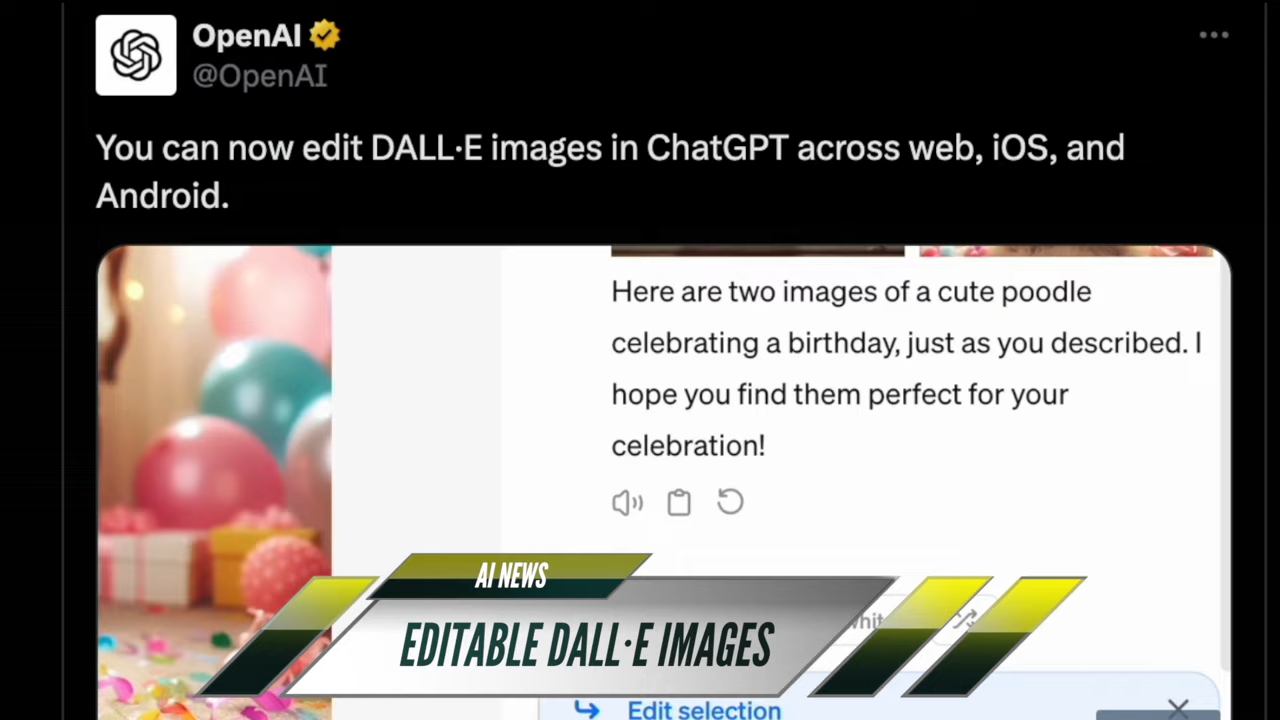 OpenAI
@OpenAI
You can now edit DALL·E images in ChatGPT across web, iOS, and
Android.
Here are two images of a cute poodle
celebrating a birthday, just as you described. I
hope you find them perfect for your
celebration!
AI NEWS
EDITABLE DALL·E IMAGES
Edit selection